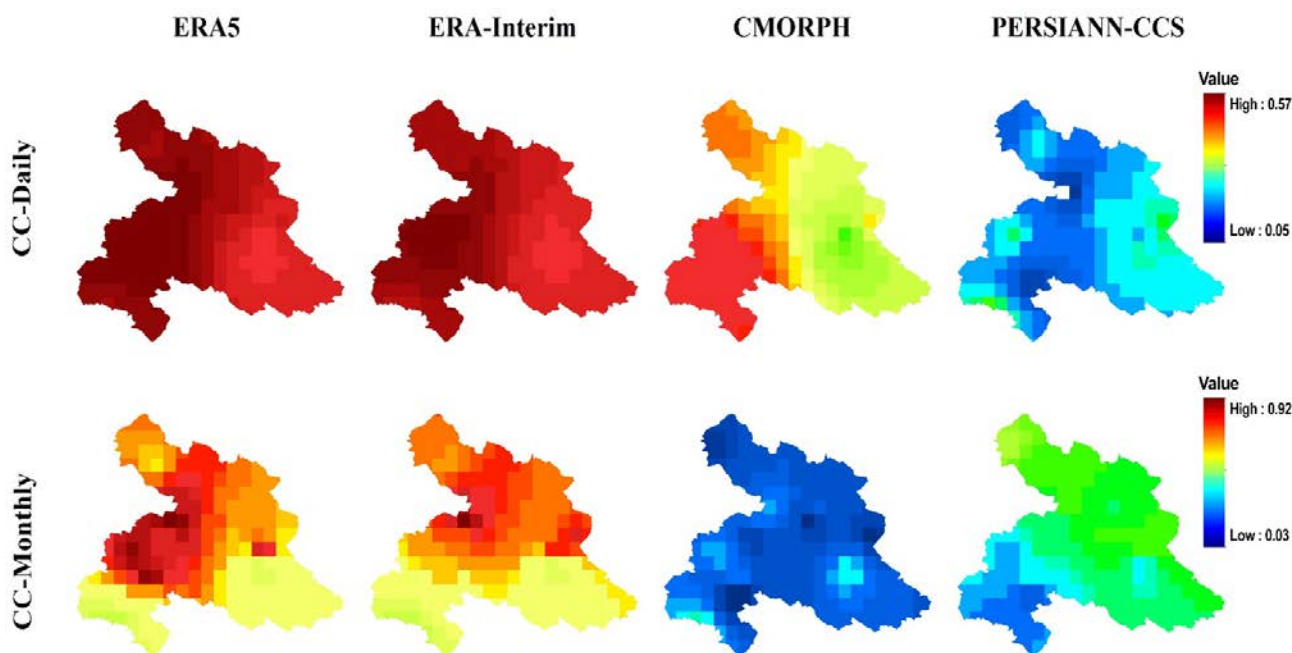 ERA5 ERA-Interim CMORPH PERSIANN-CCS
CC-Daily
Value
High : 0.57
Low : 0.05
CC-Monthly
Value
High : 0.92
Low : 0.03